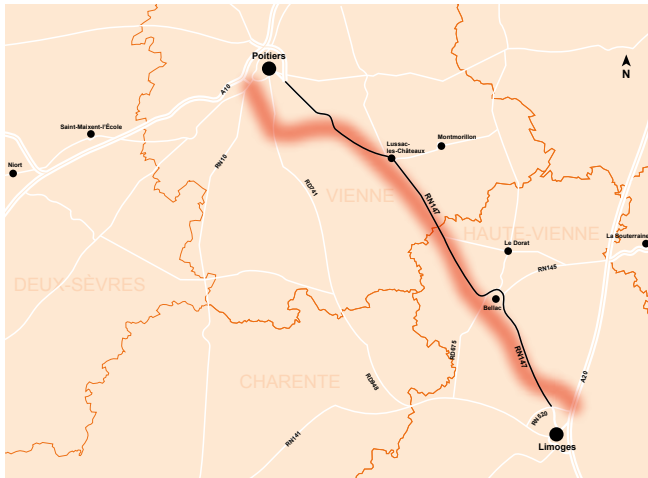 Poitiers
N
A10
Saint-Maixent-l'École
Niort
Lussac-
les-Châteaux
Montmorillon
RN10
RD741
VIENNE
RN147
HAUTE-VIENNE
La Souterraine
Le Dorat
RN145
DEUX-SÈVRES
Bellac
RD675
RN147
A20
CHARENTE
RD948
RN520
RN141
Limoges